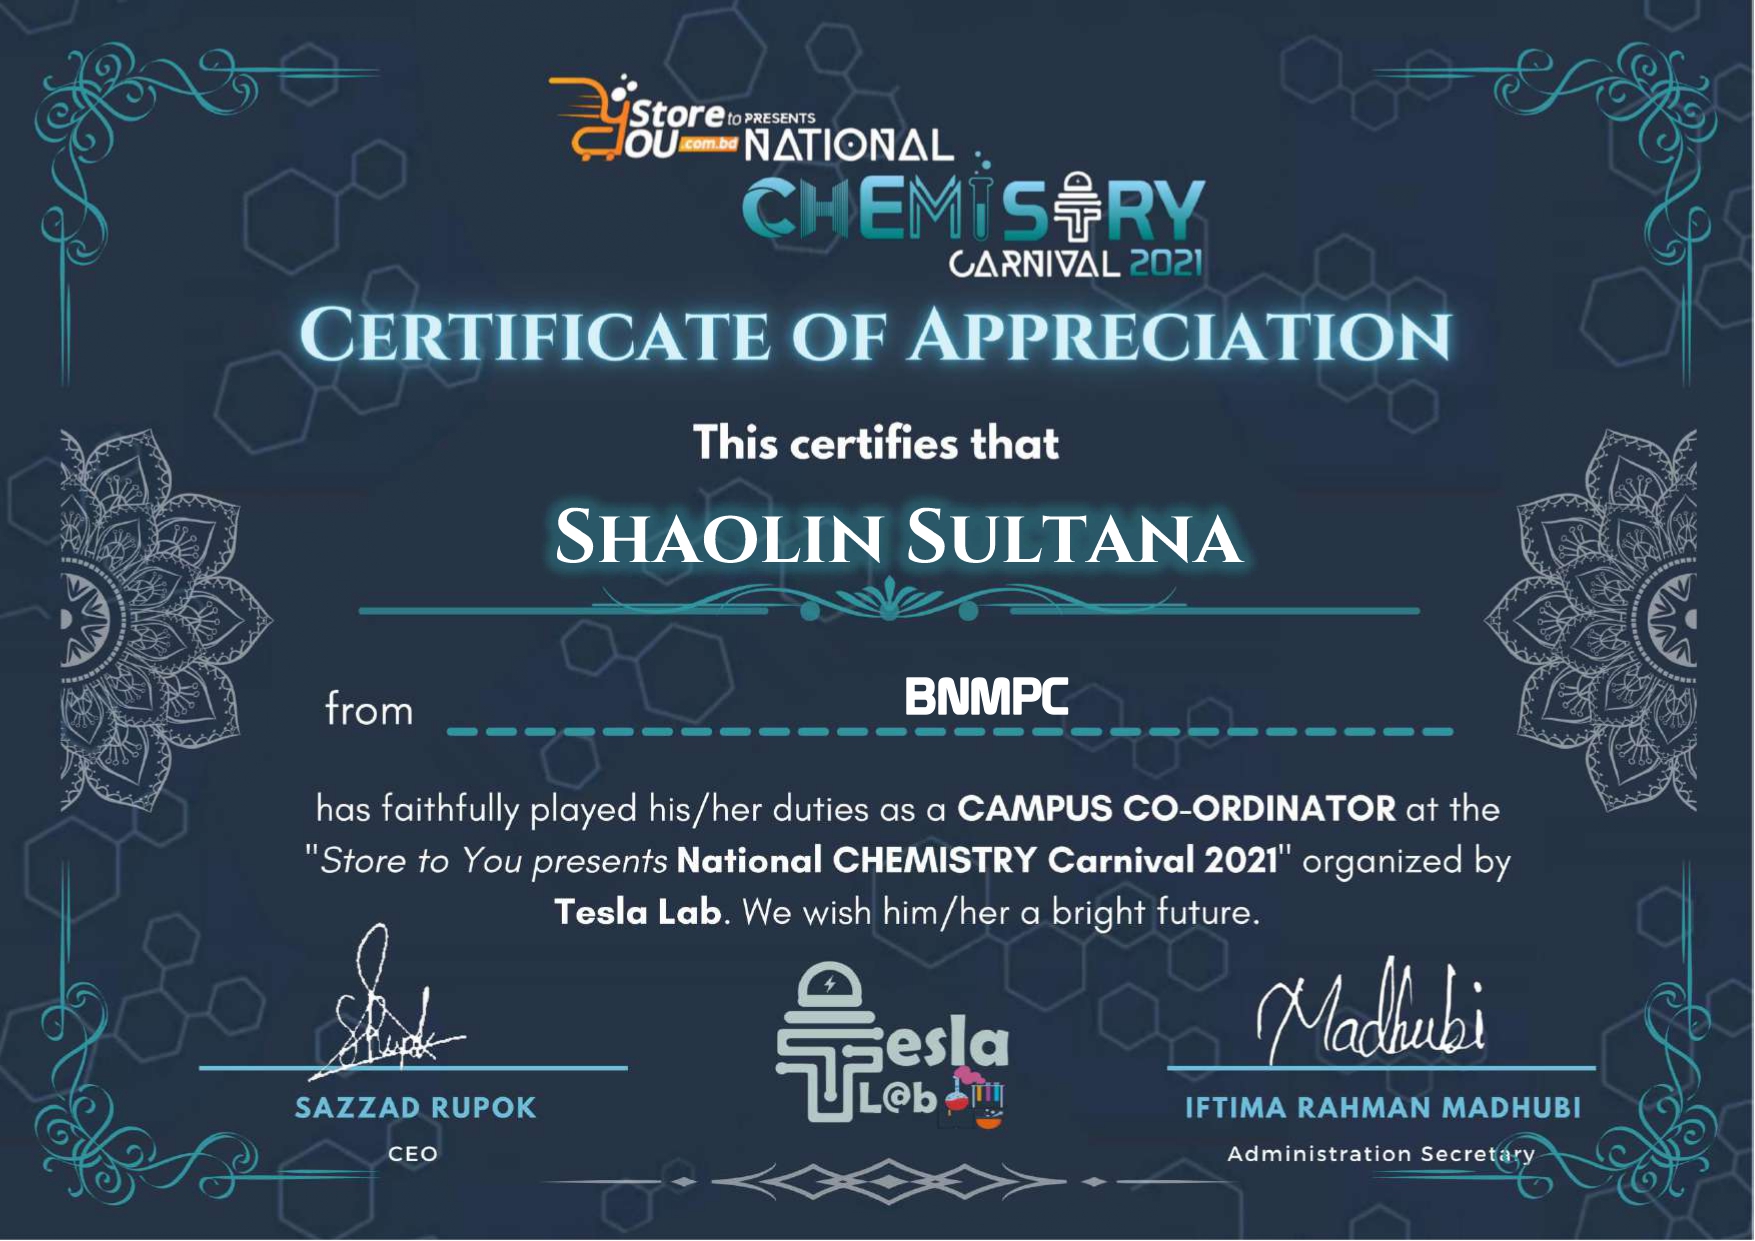 Store to PRESENTS
YOU .com.bd NATIONAL
CHEMISTRY
CARNIVAL 2021
CERTIFICATE OF APPRECIATION
This certifies that
SHAOLIN SULTANA
from BNMPC
has faithfully played his/her duties as a CAMPUS CO-ORDINATOR at the
"Store to You presents National CHEMISTRY Carnival 2021" organized by
Tesla Lab. We wish him/her a bright future.
SRupok
Madhubi
Tesla
L@b
SAZZAD RUPOK
IFTIMA RAHMAN MADHUBI
CEO
Administration Secretary